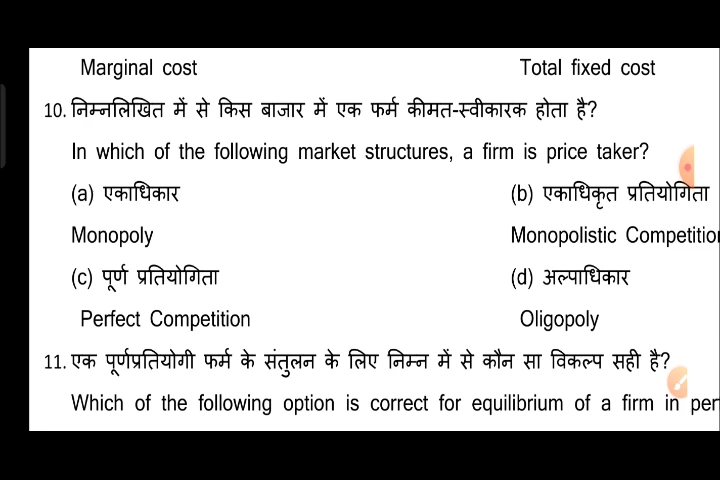 Marginal cost Total fixed cost
10. निम्नलिखित में से किस बाजार में एक फर्म कीमत-स्वीकारक होता है?
In which of the following market structures, a firm is price taker?
(a) एकाधिकार (b) एकाधिकृत प्रतियोगिता
Monopoly Monopolistic Competitio
(c) पूर्ण प्रतियोगिता (d) अल्पाधिकार
Perfect Competition Oligopoly
11. एक पूर्णप्रतियोगी फर्म के संतुलन के लिए निम्न में से कौन सा विकल्प सही है?
Which of the following option is correct for equilibrium of a firm in per